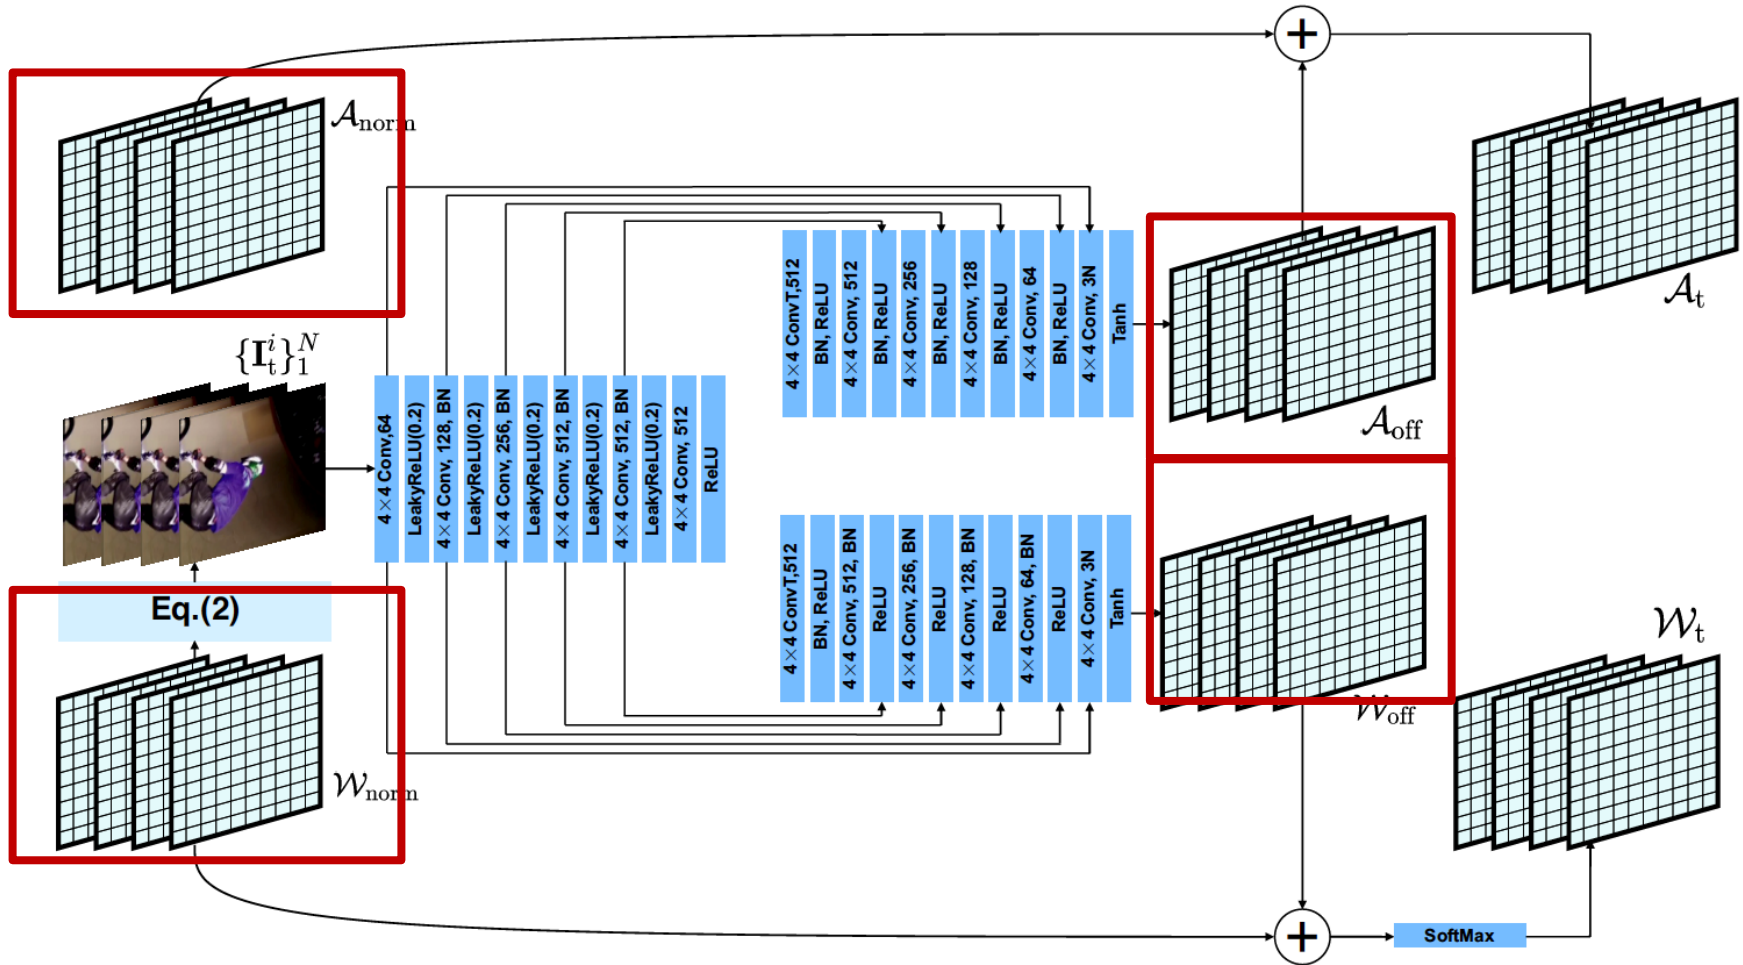 +
𝒜norm
𝒜t
{I_t^i}_1^N
4×4 Conv,64
LeakyReLU(0.2)
4×4 Conv, 128, BN
LeakyReLU(0.2)
4×4 Conv, 256, BN
LeakyReLU(0.2)
4×4 Conv, 512, BN
LeakyReLU(0.2)
4×4 Conv, 512, BN
LeakyReLU(0.2)
4×4 Conv, 512
ReLU
4×4 ConvT,512
BN, ReLU
4×4 Conv, 512
BN, ReLU
4×4 Conv, 256
BN, ReLU
4×4 Conv, 128
BN, ReLU
4×4 Conv, 64
BN, ReLU
4×4 Conv, 3N
Tanh
𝒜off
Eq.(2)
4×4 ConvT,512
BN, ReLU
4×4 Conv, 512, BN
ReLU
4×4 Conv, 256, BN
ReLU
4×4 Conv, 128, BN
ReLU
4×4 Conv, 64, BN
ReLU
4×4 Conv, 3N
Tanh
𝒲off
𝒲t
𝒲norm
+
SoftMax